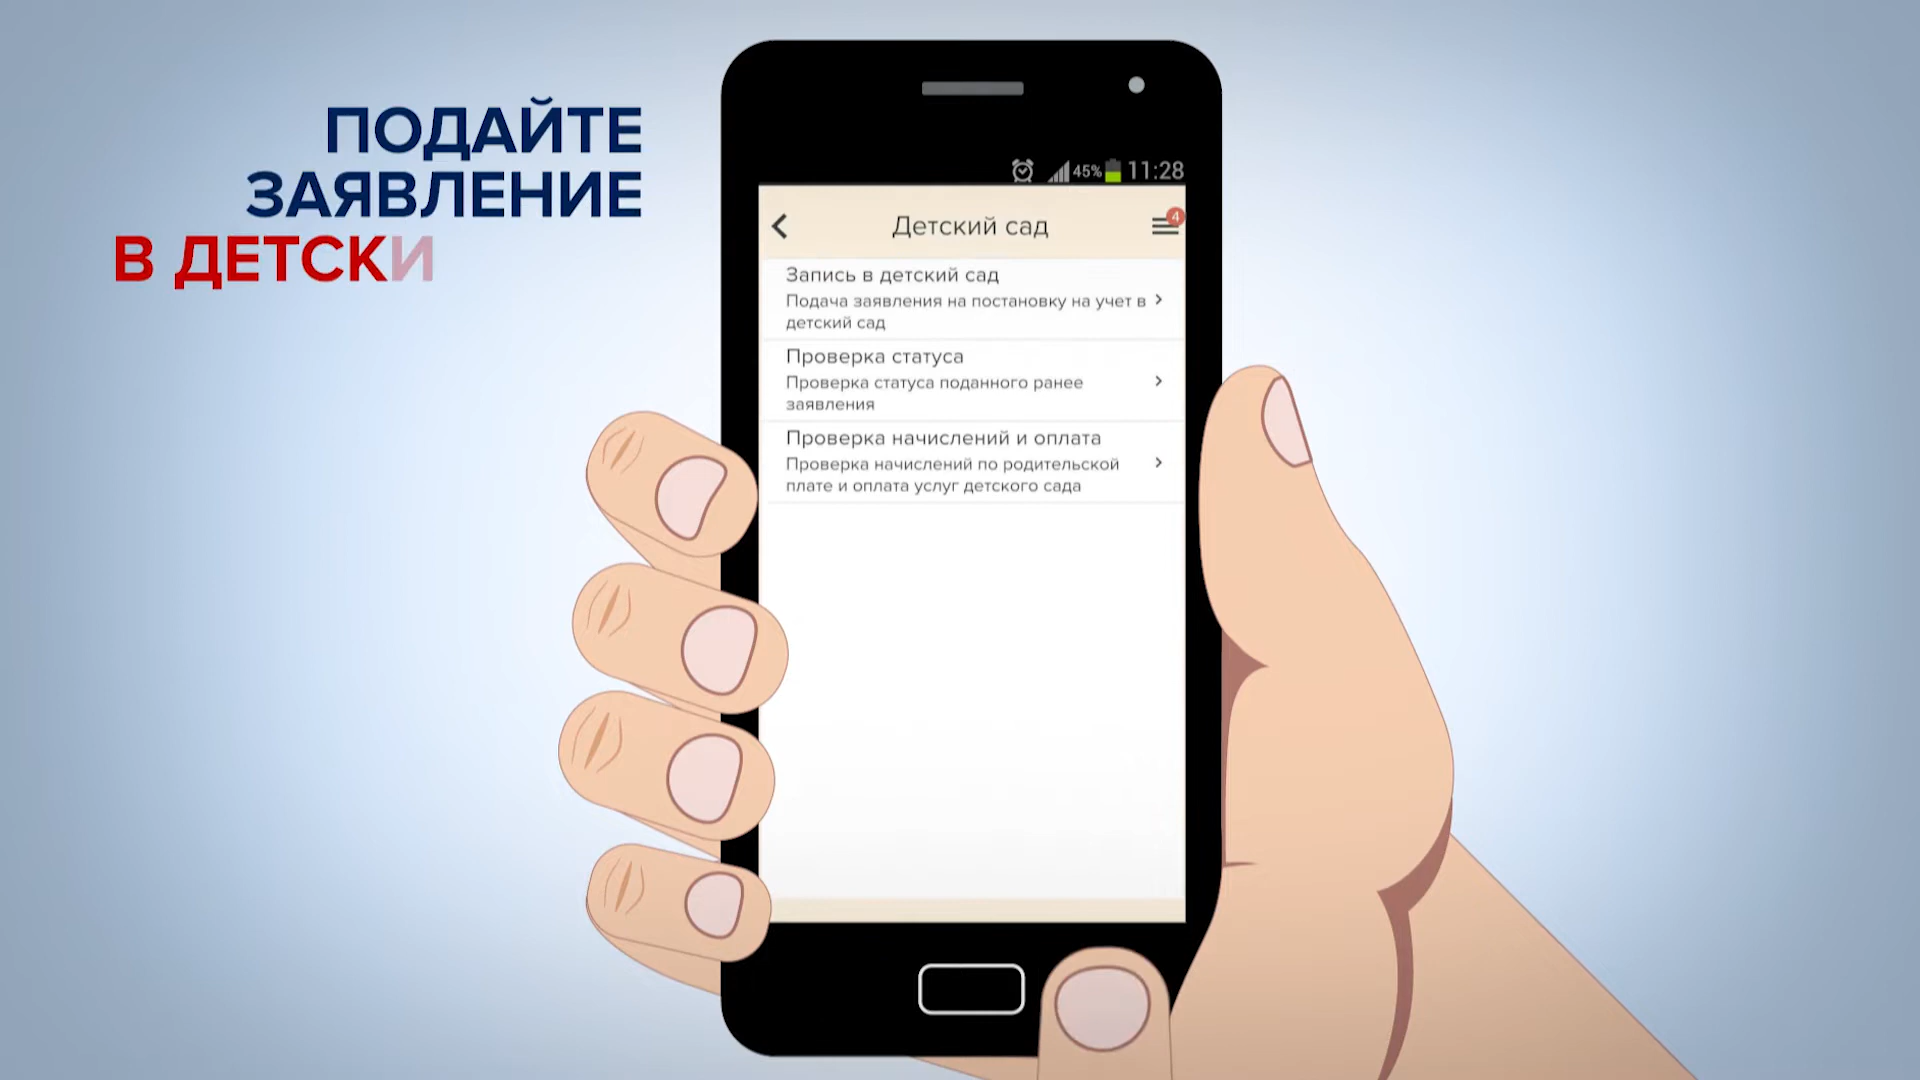 ПОДАЙТЕ
ЗАЯВЛЕНИЕ
В ДЕТСКИ
45% 11:28
Детский сад
4
Запись в детский сад
Подача заявления на постановку на учет в
детский сад
Проверка статуса
Проверка статуса поданного ранее
заявления
Проверка начислений и оплата
Проверка начислений по родительской
плате и оплата услуг детского сада